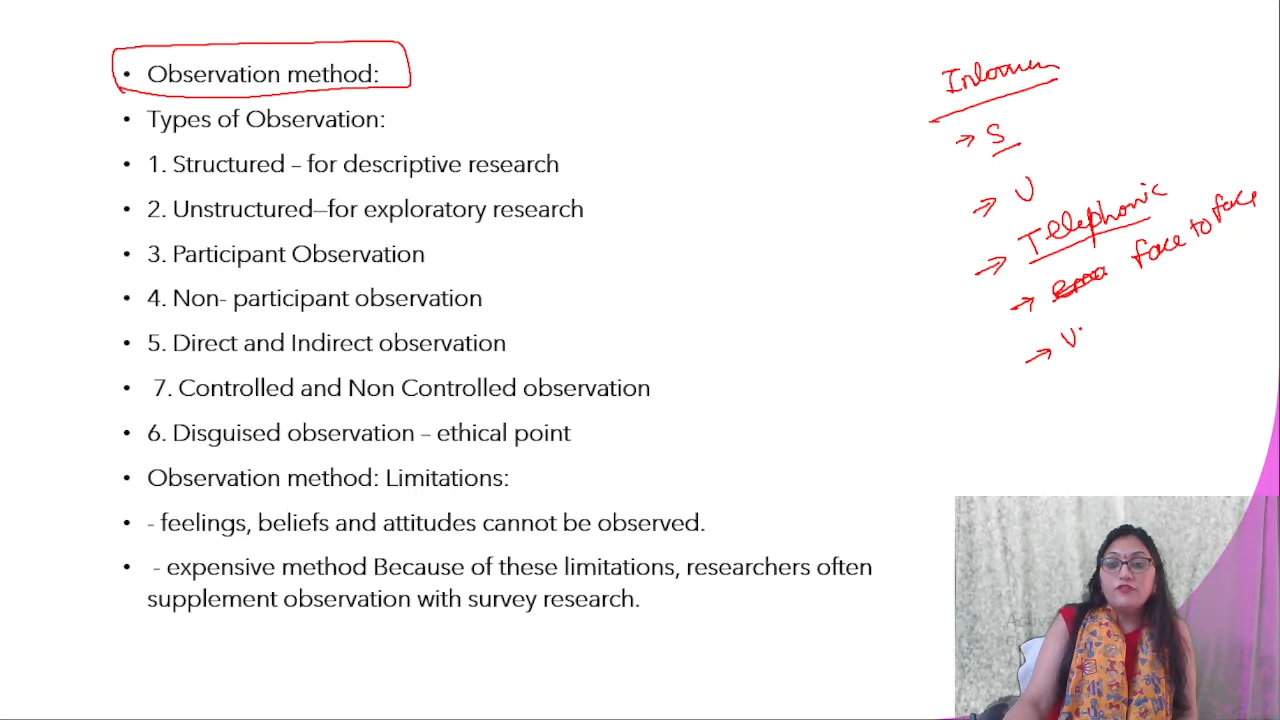 • Observation method:
• Types of Observation:
• 1. Structured – for descriptive research
• 2. Unstructured—for exploratory research
• 3. Participant Observation
• 4. Non- participant observation
• 5. Direct and Indirect observation
• 7. Controlled and Non Controlled observation
• 6. Disguised observation – ethical point
• Observation method: Limitations:
• - feelings, beliefs and attitudes cannot be observed.
• - expensive method Because of these limitations, researchers often
supplement observation with survey research.
→ S
→ U
→ Telephonic
→ face to face
→ V